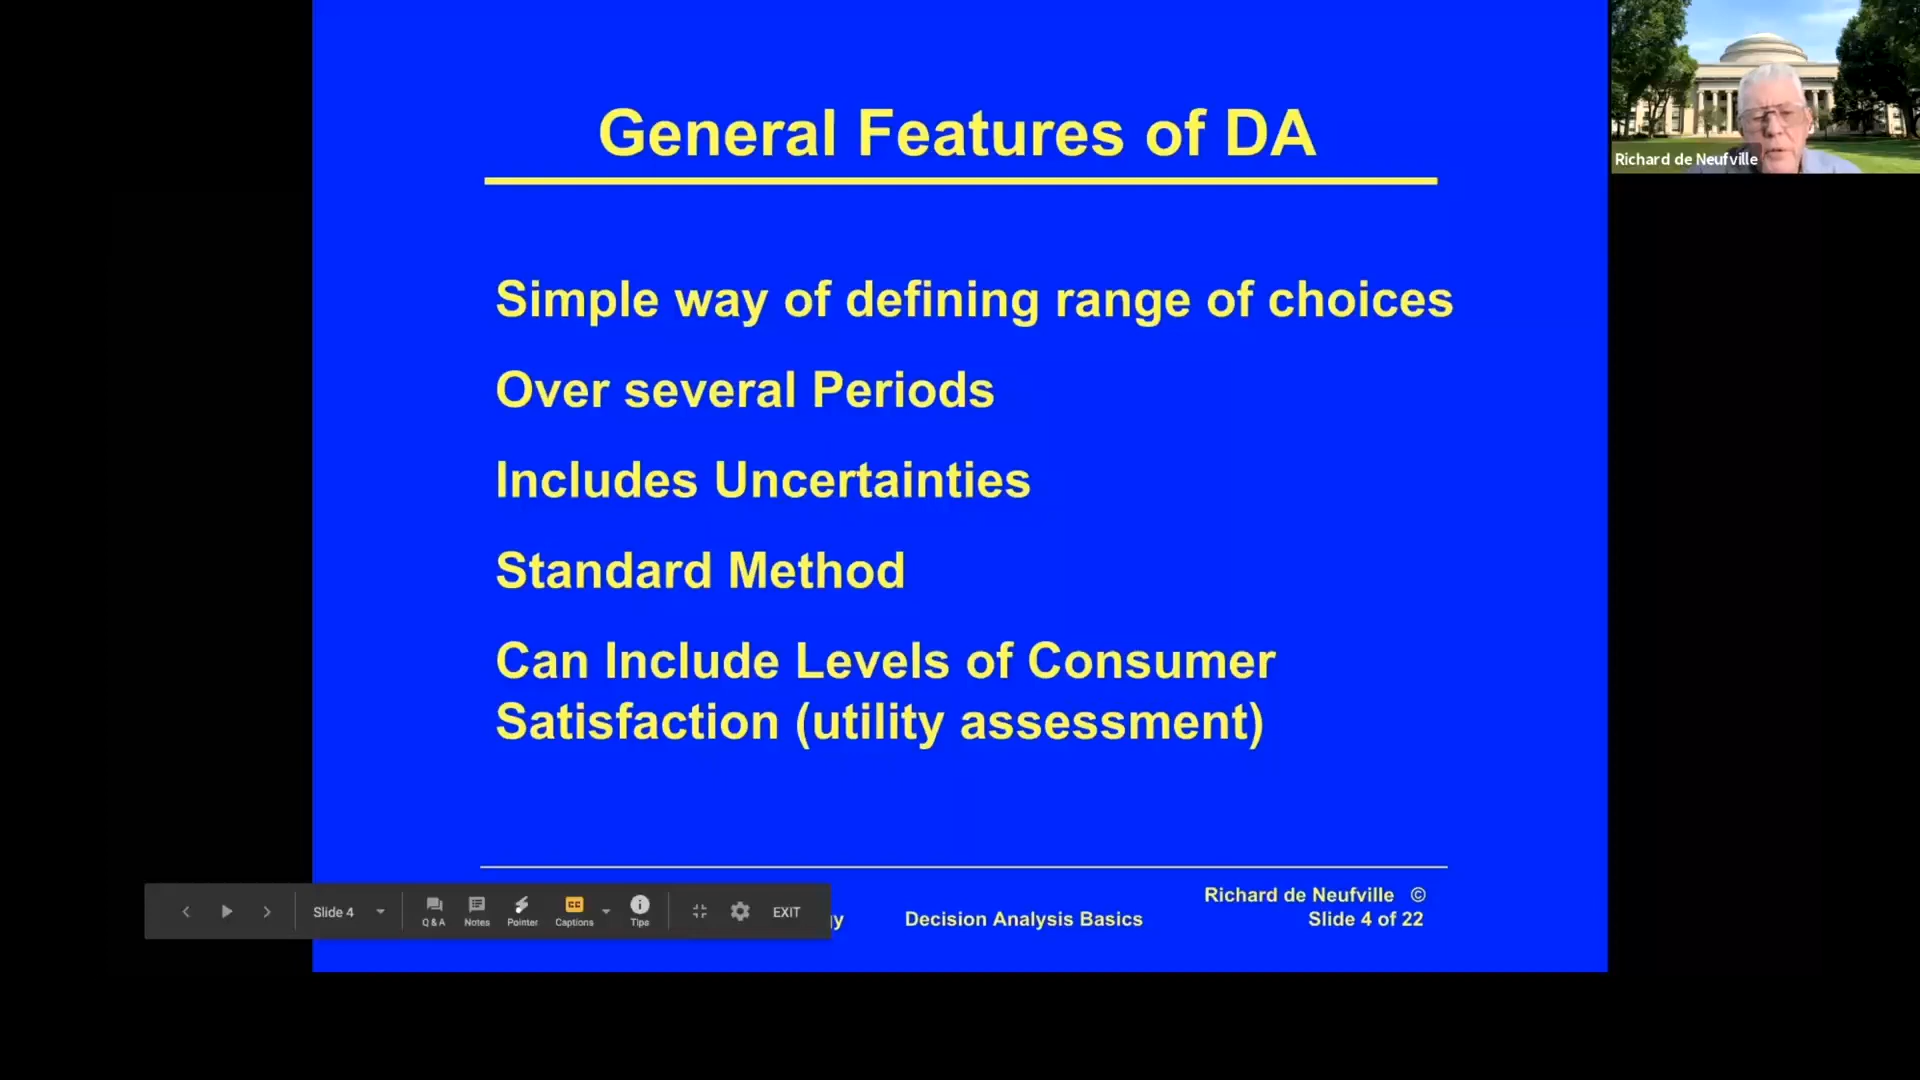 General Features of DA
Richard de Neufville
Simple way of defining range of choices
Over several Periods
Includes Uncertainties
Standard Method
Can Include Levels of Consumer
Satisfaction (utility assessment)
Richard de Neufville ©
Slide 4
Q & A
Notes
Pointer
Captions
Tips
EXIT
Decision Analysis Basics
Slide 4 of 22